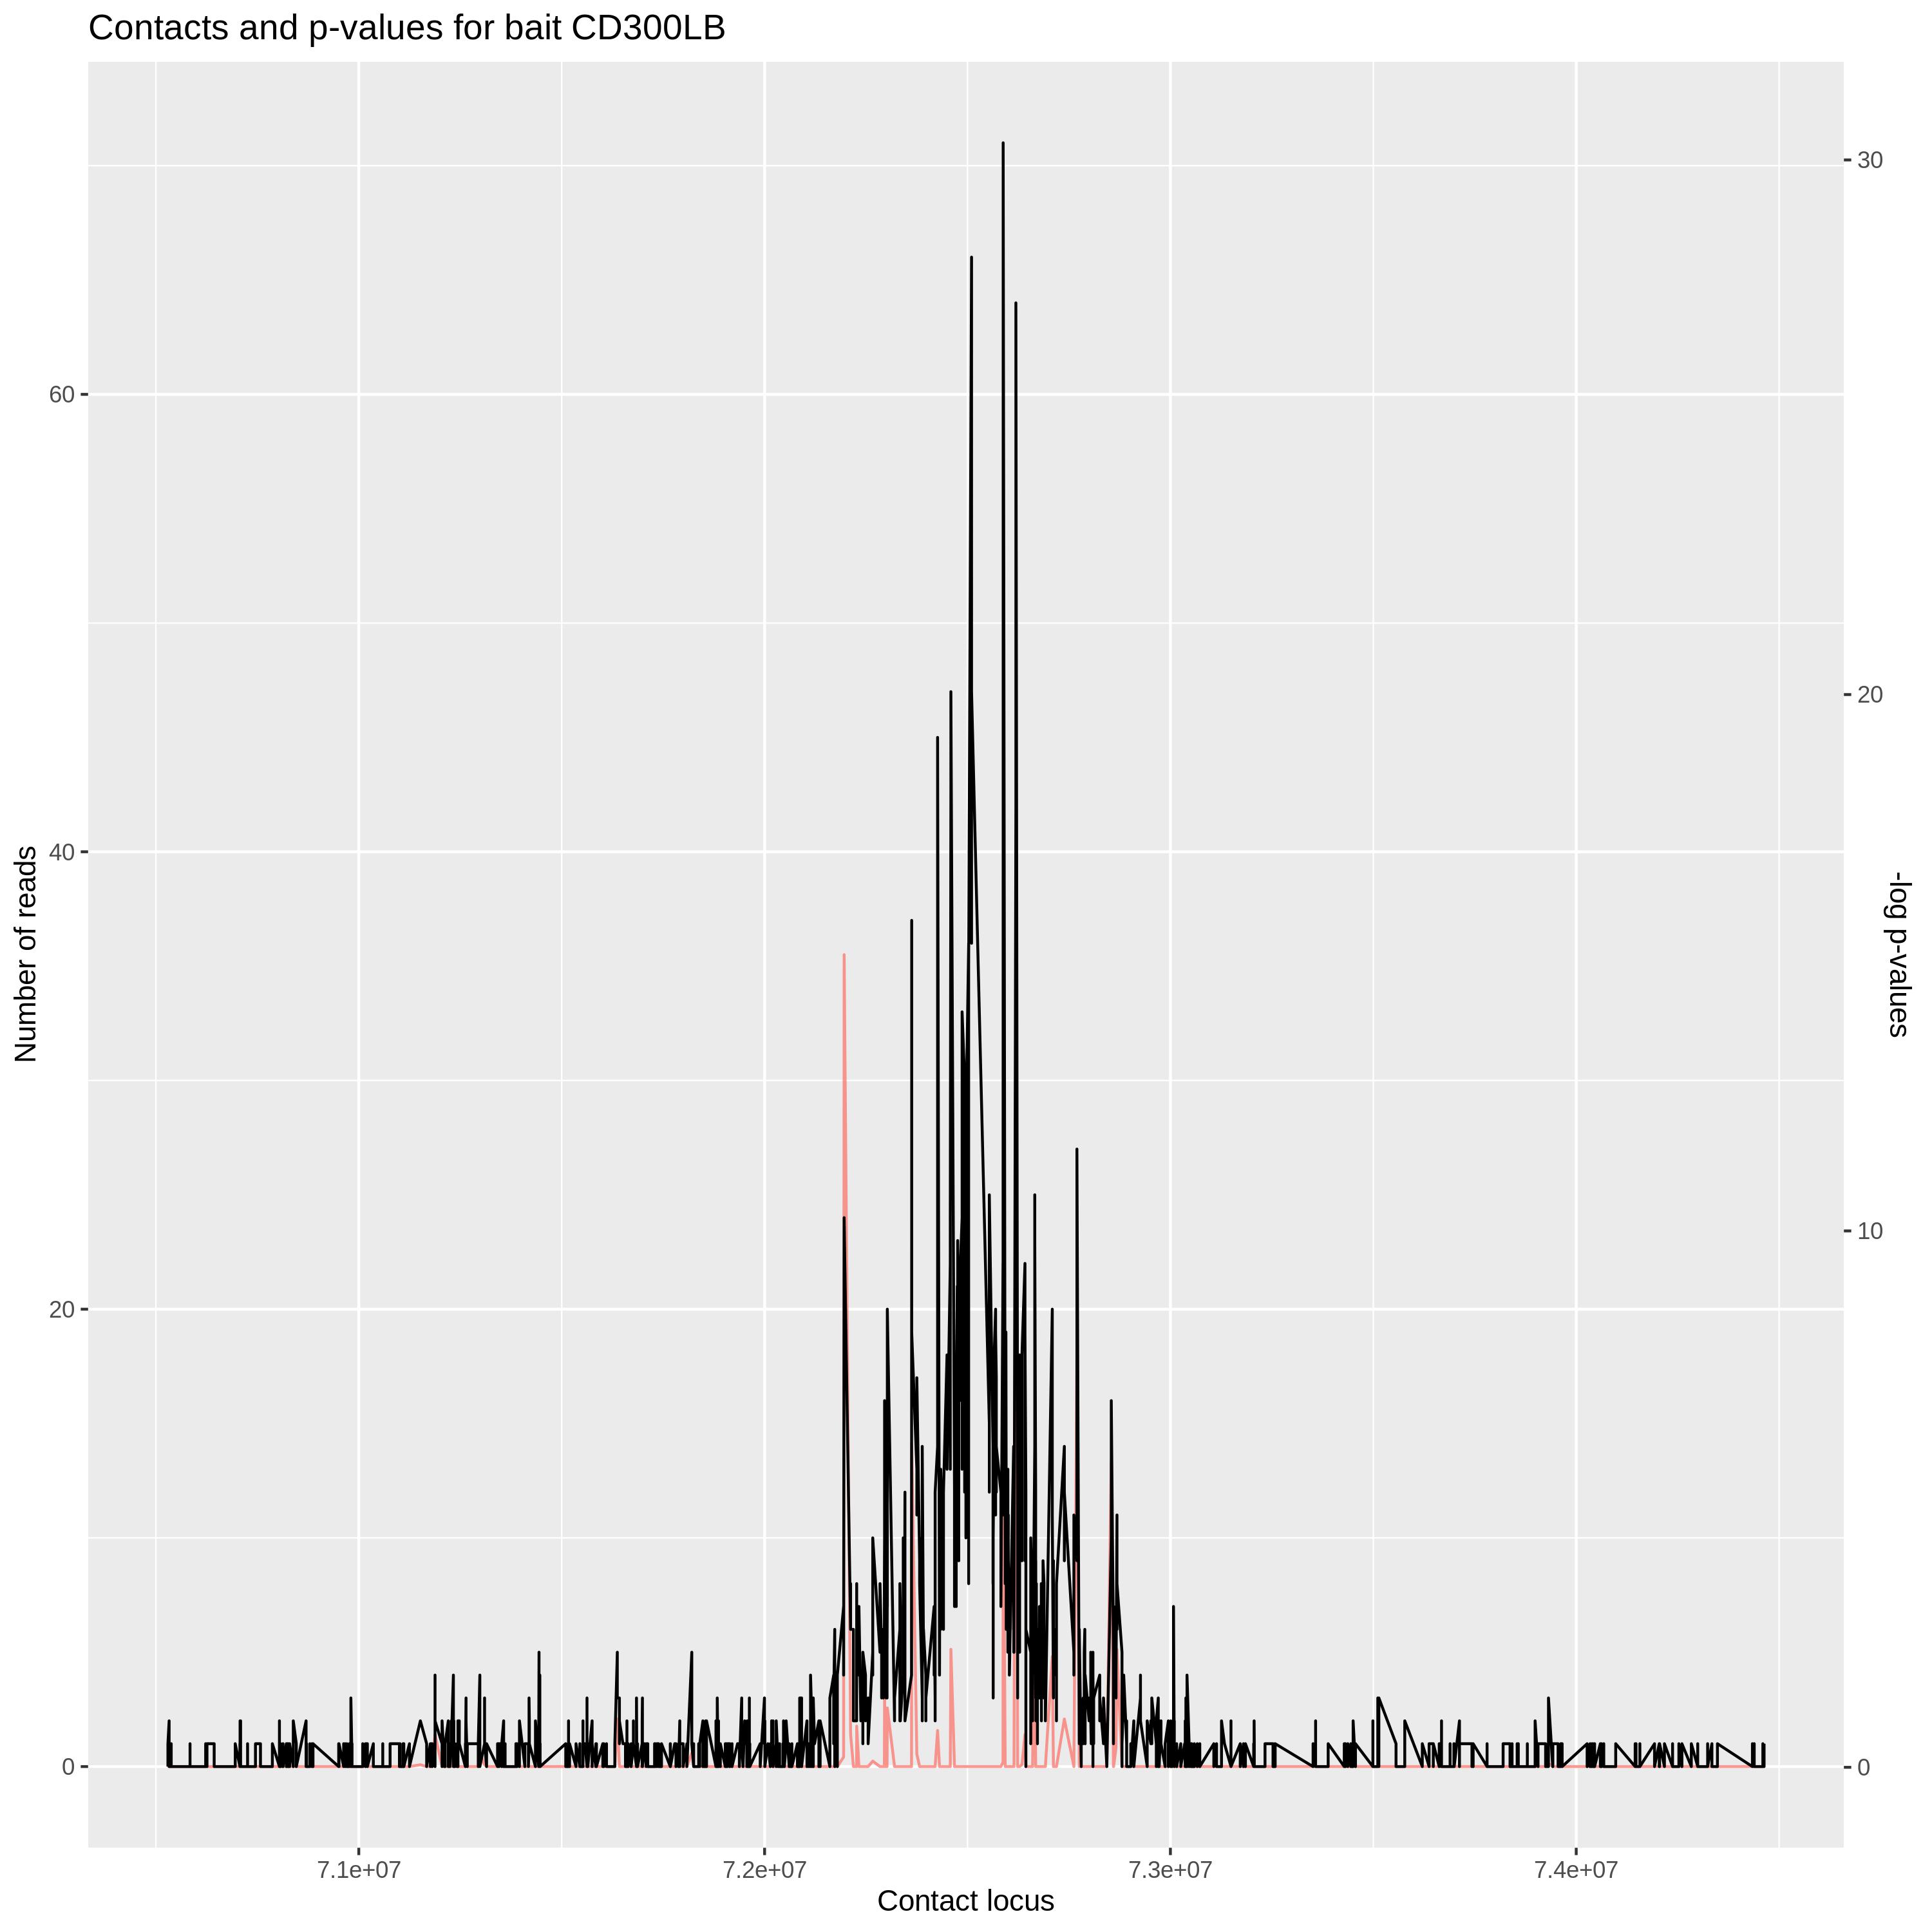 Contacts and p-values for bait CD300LB
Number of reads
60
40
20
0
30
20
10
0
-log p-values
7.1e+07 7.2e+07 7.3e+07 7.4e+07
Contact locus